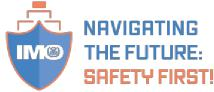 IMO
NAVIGATING
THE FUTURE:
SAFETY FIRST!